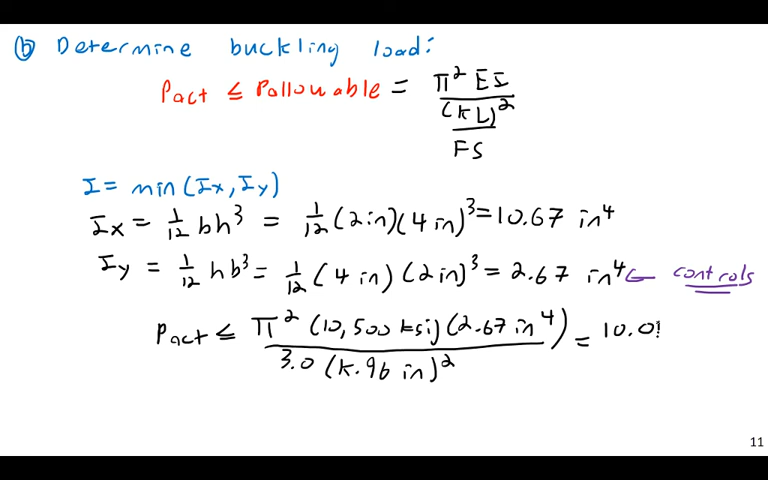 (b) Determine buckling load:
Pact ≤ Pallowable = π² EI / (KL)² / FS
I = min (Ix, Iy)
Ix = 1/12 bh³ = 1/12 (2in)(4 in)³ = 10.67 in⁴
Iy = 1/12 hb³ = 1/12 (4 in) (2 in)³ = 2.67 in⁴ ← controls
Pact ≤ π² (10,500 ksi)(2.67 in⁴) / 3.0 (K·96 in)² = 10.0
11